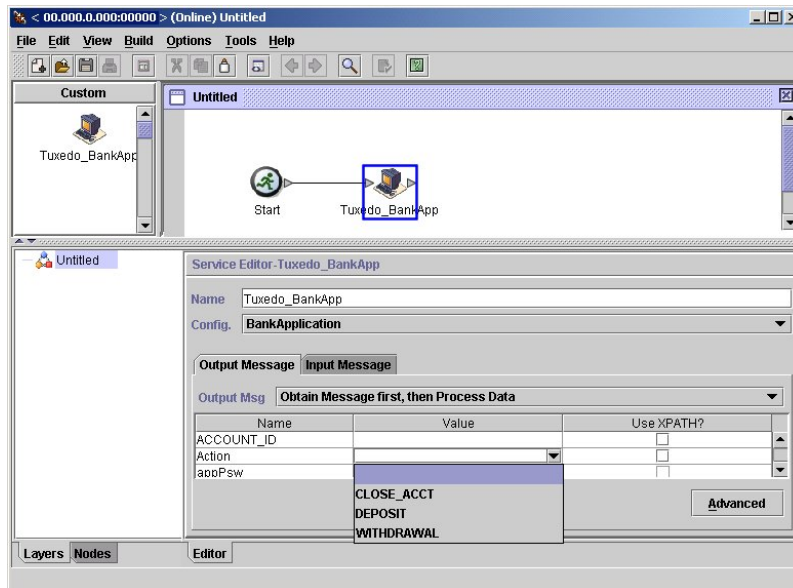 < 00.000.0.000:00000 > (Online) Untitled
File Edit View Build Options Tools Help
Custom
Untitled
Tuxedo_BankApp
Start
Tuxedo_BankApp
Untitled
Service Editor-Tuxedo_BankApp
Name Tuxedo_BankApp
Config. BankApplication
Output Message Input Message
Output Msg Obtain Message first, then Process Data
Name Value Use XPATH?
ACCOUNT_ID
Action
appPsw
CLOSE_ACCT
DEPOSIT
WITHDRAWAL
Advanced
Layers Nodes
Editor